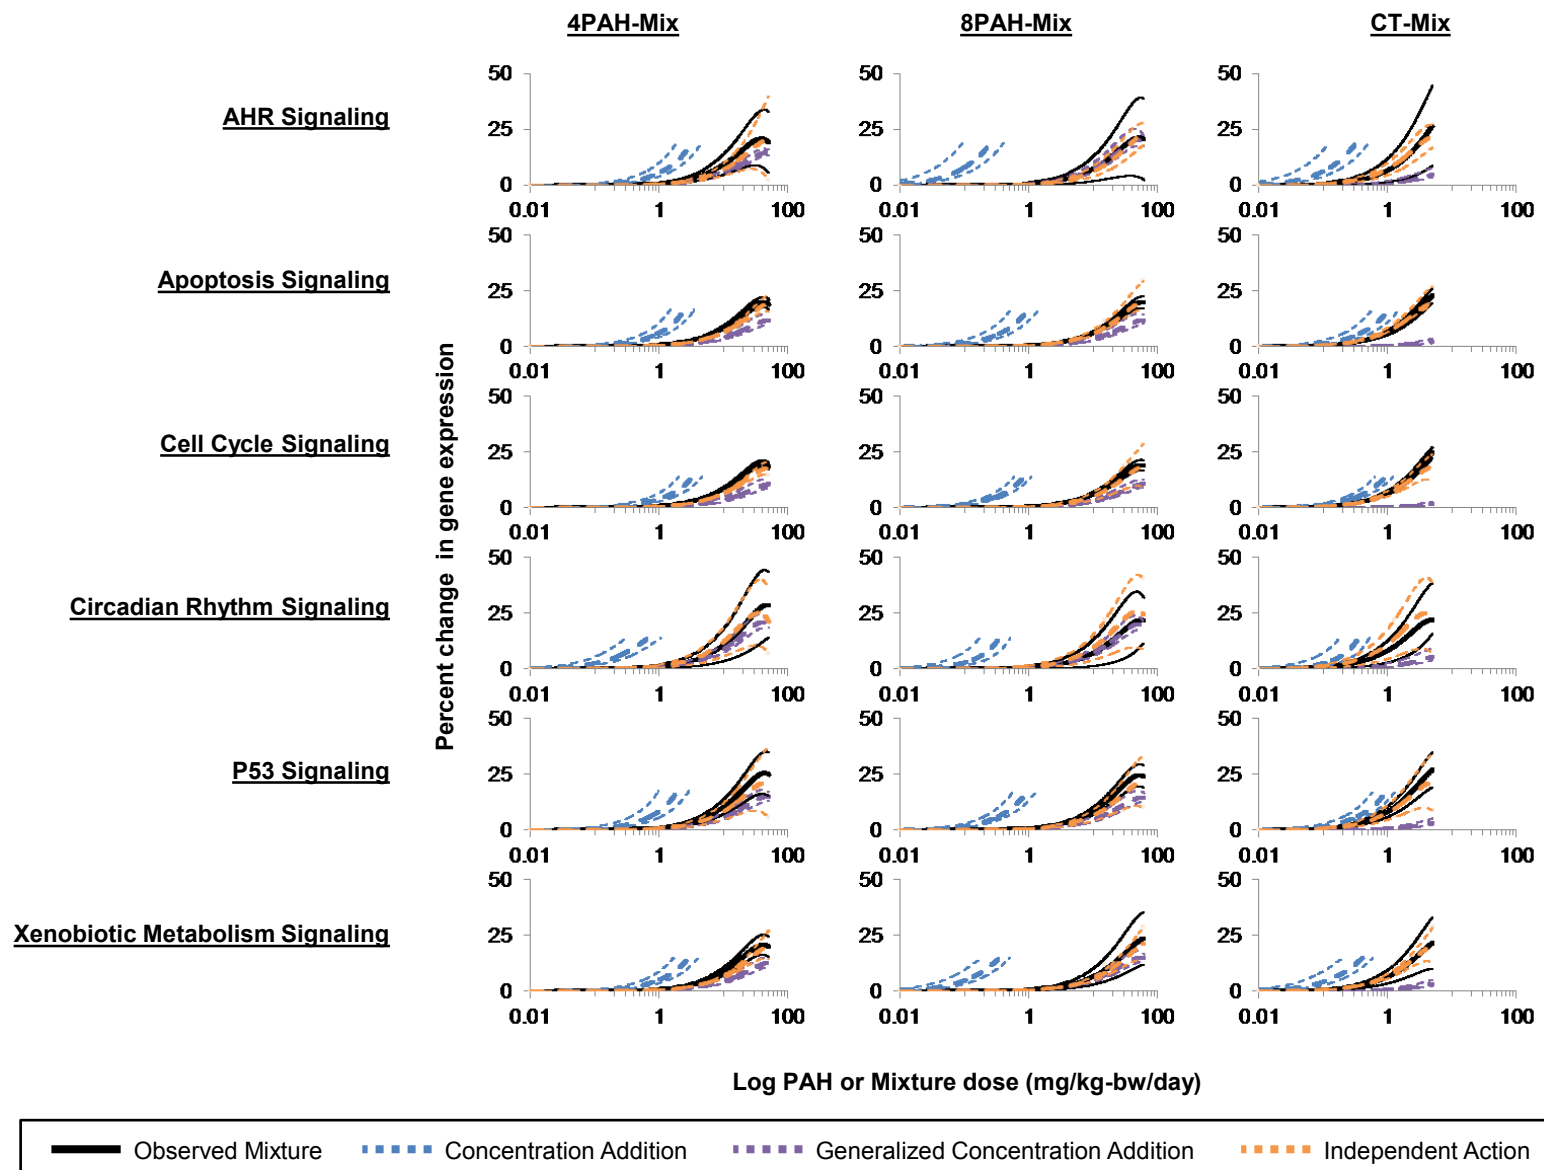 4PAH-Mix 8PAH-Mix CT-Mix
AHR Signaling
50 50 50
25 25 25
0 0 0
0.01 1 100 0.01 1 100 0.01 1 100
Apoptosis Signaling
50 50 50
25 25 25
0 0 0
0.01 1 100 0.01 1 100 0.01 1 100
Cell Cycle Signaling
50 50 50
25 25 25
0 0 0
0.01 1 100 0.01 1 100 0.01 1 100
Circadian Rhythm Signaling
50 50 50
25 25 25
0 0 0
0.01 1 100 0.01 1 100 0.01 1 100
P53 Signaling
50 50 50
25 25 25
0 0 0
0.01 1 100 0.01 1 100 0.01 1 100
Xenobiotic Metabolism Signaling
50 50 50
25 25 25
0 0 0
0.01 1 100 0.01 1 100 0.01 1 100
Percent change in gene expression
Log PAH or Mixture dose (mg/kg-bw/day)
Observed Mixture Concentration Addition Generalized Concentration Addition Independent Action